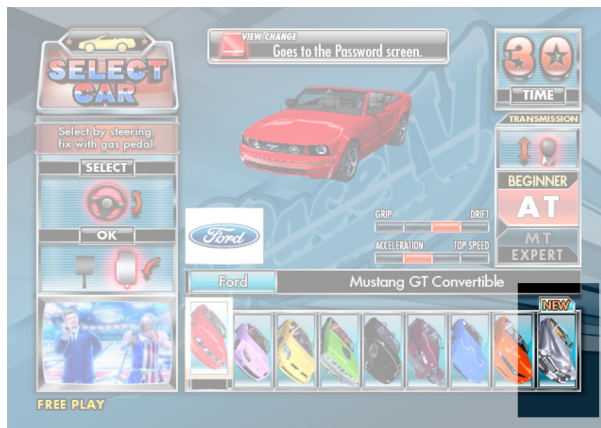 VIEW CHANGE
Goes to the Password screen.
SELECT
CAR
30
TIME
Select by steering,
fix with gas pedal.
TRANSMISSION
SELECT
BEGINNER
AT
MT
EXPERT
OK
Ford
GRIP DRIFT
ACCELERATION TOP SPEED
Ford Mustang GT Convertible
NEW
FREE PLAY